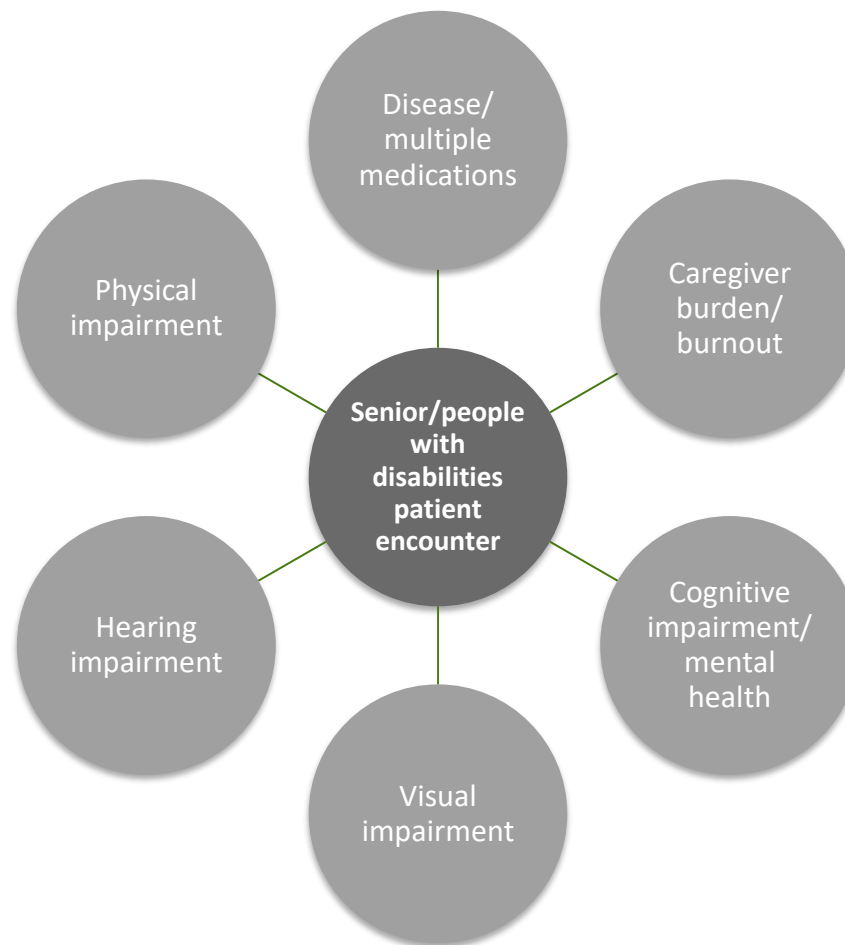 Disease/
multiple
medications
Physical
impairment
Caregiver
burden/
burnout
Senior/people
with
disabilities
patient
encounter
Hearing
impairment
Cognitive
impairment/
mental
health
Visual
impairment